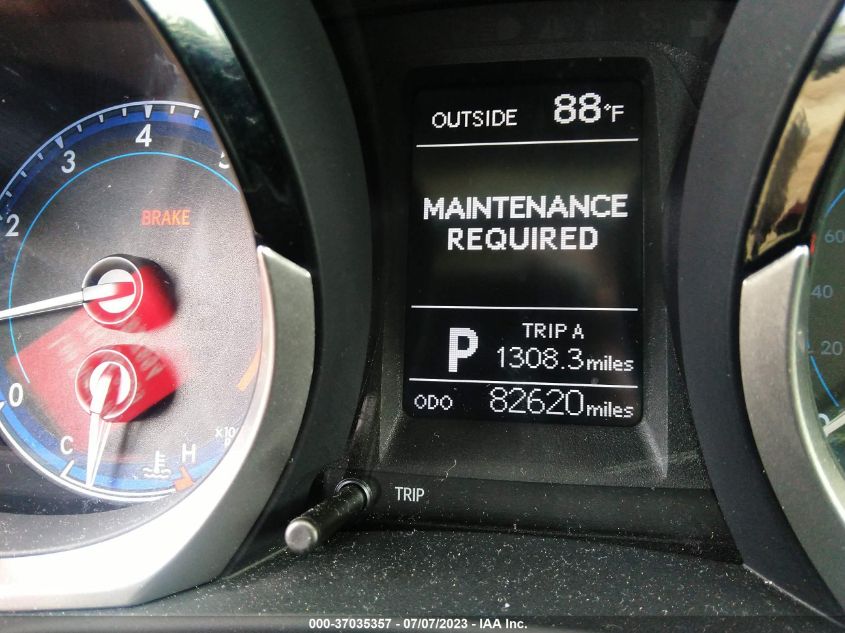 OUTSIDE 88°F
MAINTENANCE
REQUIRED
P
TRIP A
1308.3 miles
ODO 82620 miles
TRIP
BRAKE
0
2
3
4
5
C
H
60
40
20
000-37035357 / 07/07/2023 __ IAA Inc.